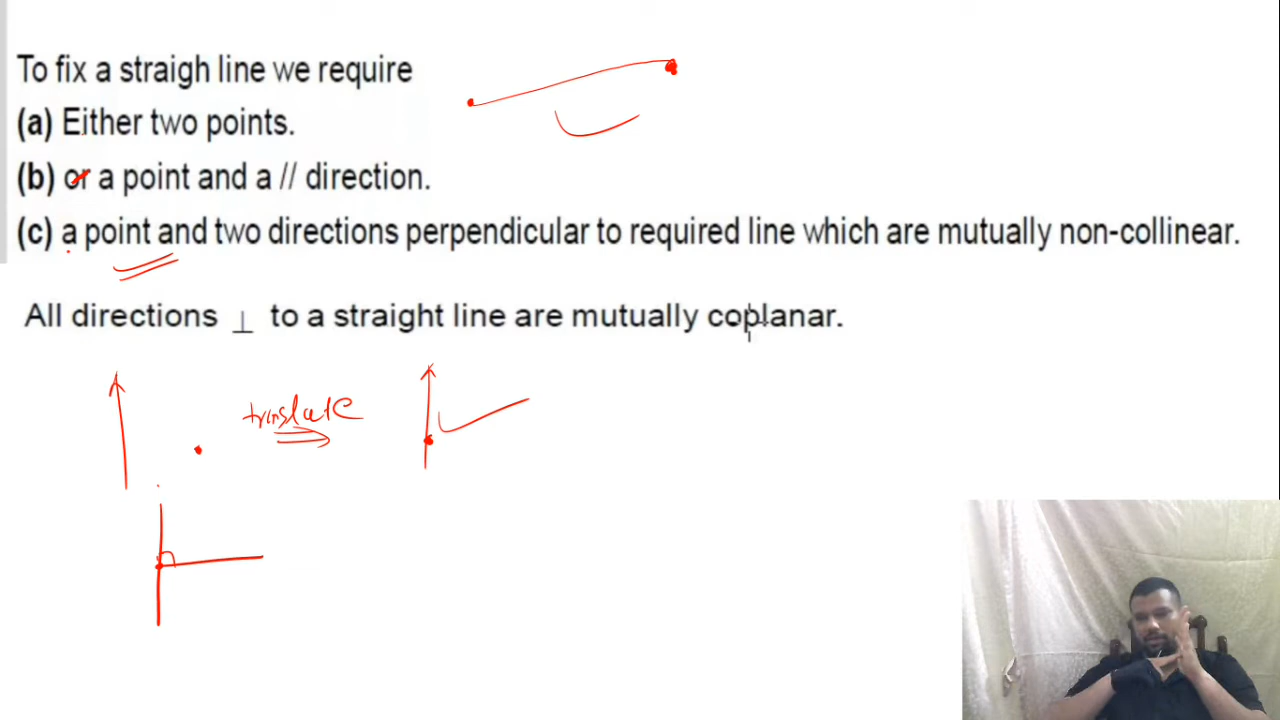 To fix a straigh line we require
(a) Either two points.
(b) or a point and a // direction.
(c) a point and two directions perpendicular to required line which are mutually non-collinear.
All directions ⊥ to a straight line are mutually coplanar.
translate